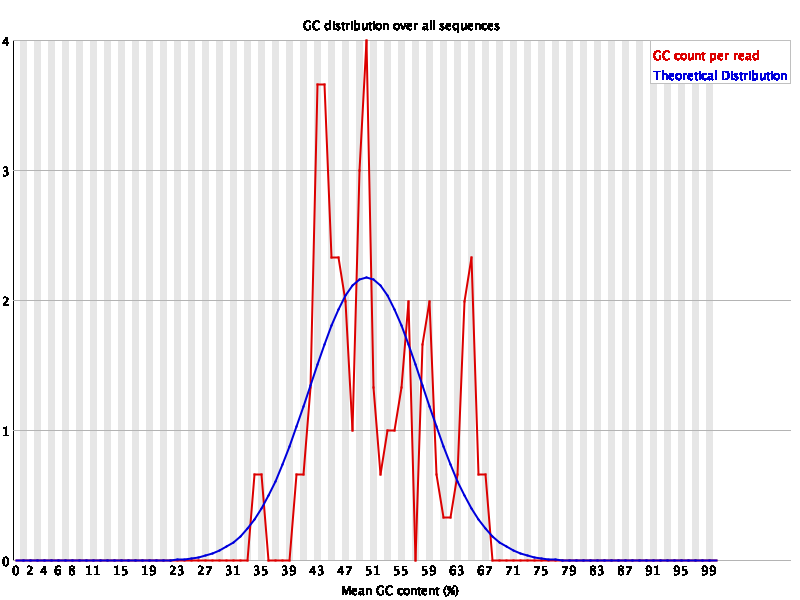 GC distribution over all sequences
GC count per read
Theoretical Distribution
4
3
2
1
0
0 2 4 6 8 11 15 19 23 27 31 35 39 43 47 51 55 59 63 67 71 75 79 83 87 91 95 99
Mean GC content (%)